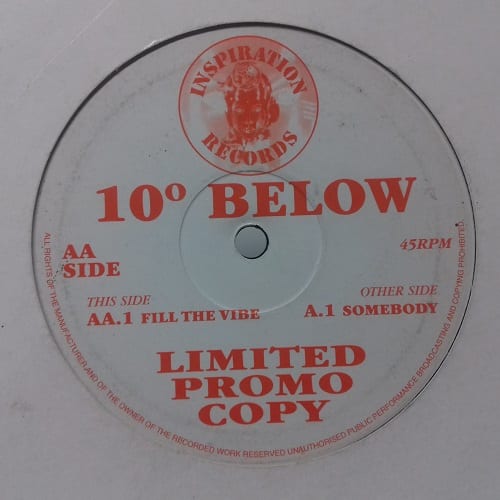 INSPIRATION
RECORDS
10º BELOW
AA
SIDE
45RPM
THIS SIDE
AA.1 FILL THE VIBE
OTHER SIDE
A.1 SOMEBODY
LIMITED
PROMO
COPY
ALL RIGHTS OF THE MANUFACTURER AND OF THE OWNER OF THE RECORDED WORK RESERVED UNAUTHORISED PUBLIC PERFORMANCE BROADCASTING AND COPYING PROHIBITED.